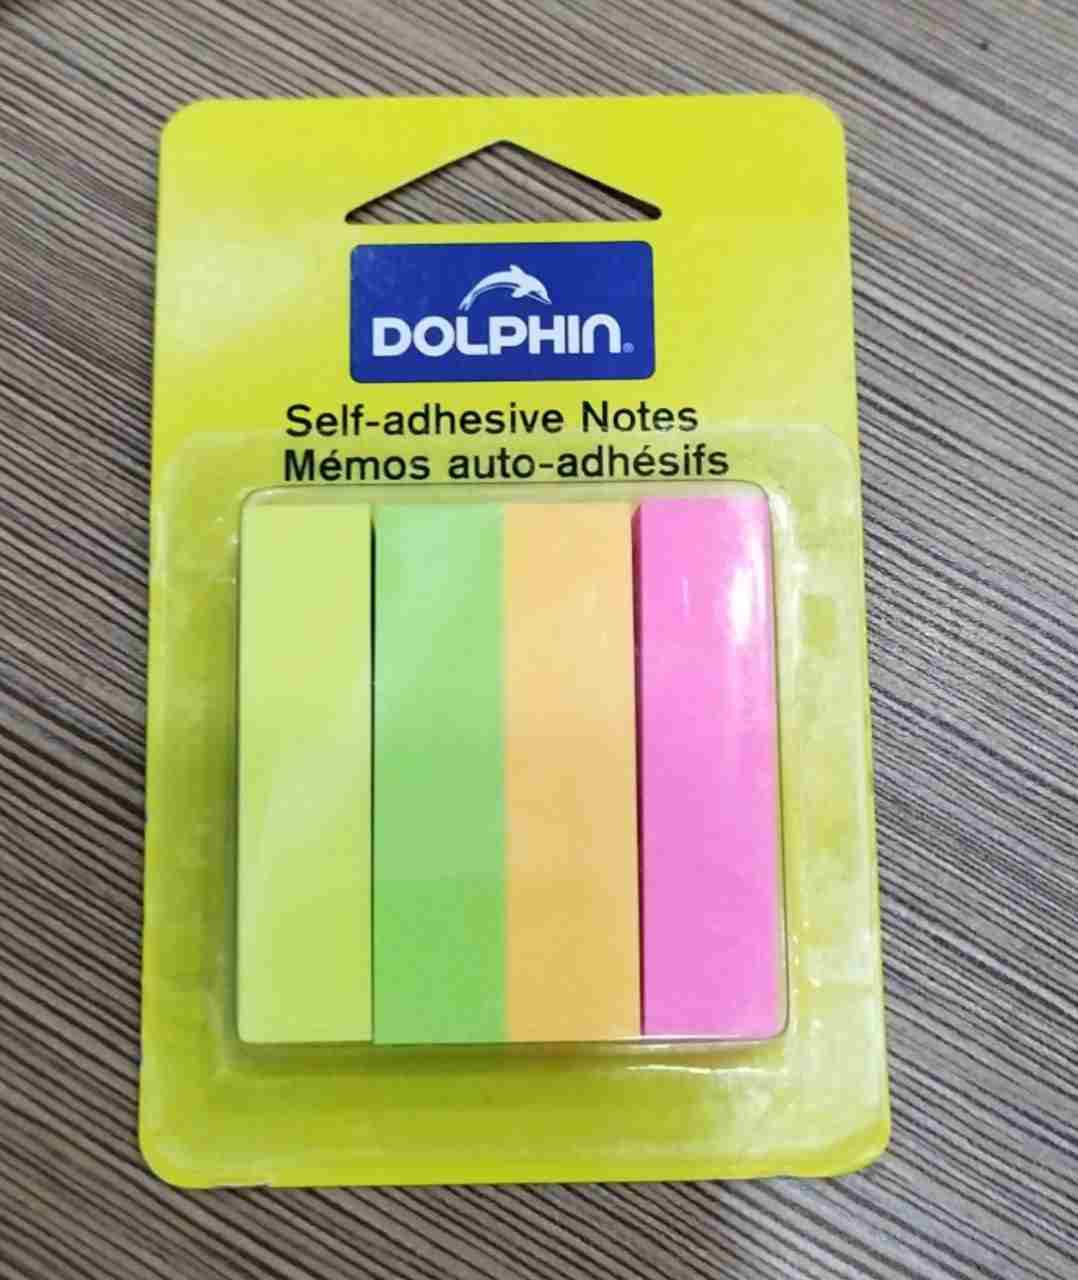 DOLPHIN®
Self-adhesive Notes
Mémos auto-adhésifs